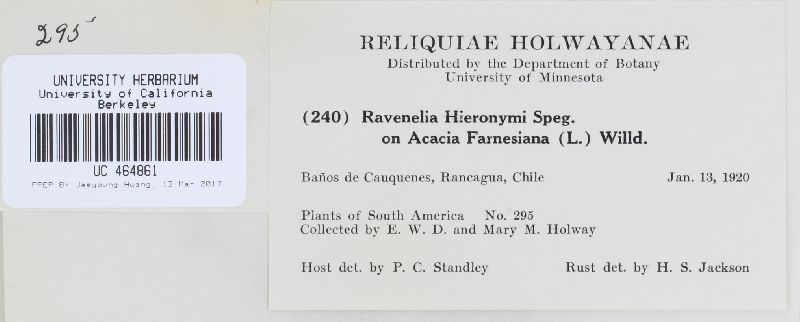 295
UNIVERSITY HERBARIUM
University of California
Berkeley
UC 464861
PREP BY Jaeyoung Hwang, 13 Mar 2017
RELIQUIAE HOLWAYANAE
Distributed by the Department of Botany
University of Minnesota
(240) Ravenelia Hieronymi Speg.
on Acacia Farnesiana (L.) Willd.
Baños de Cauquenes, Rancagua, Chile Jan. 13, 1920
Plants of South America No. 295
Collected by E. W. D. and Mary M. Holway
Host det. by P. C. Standley Rust det. by H. S. Jackson